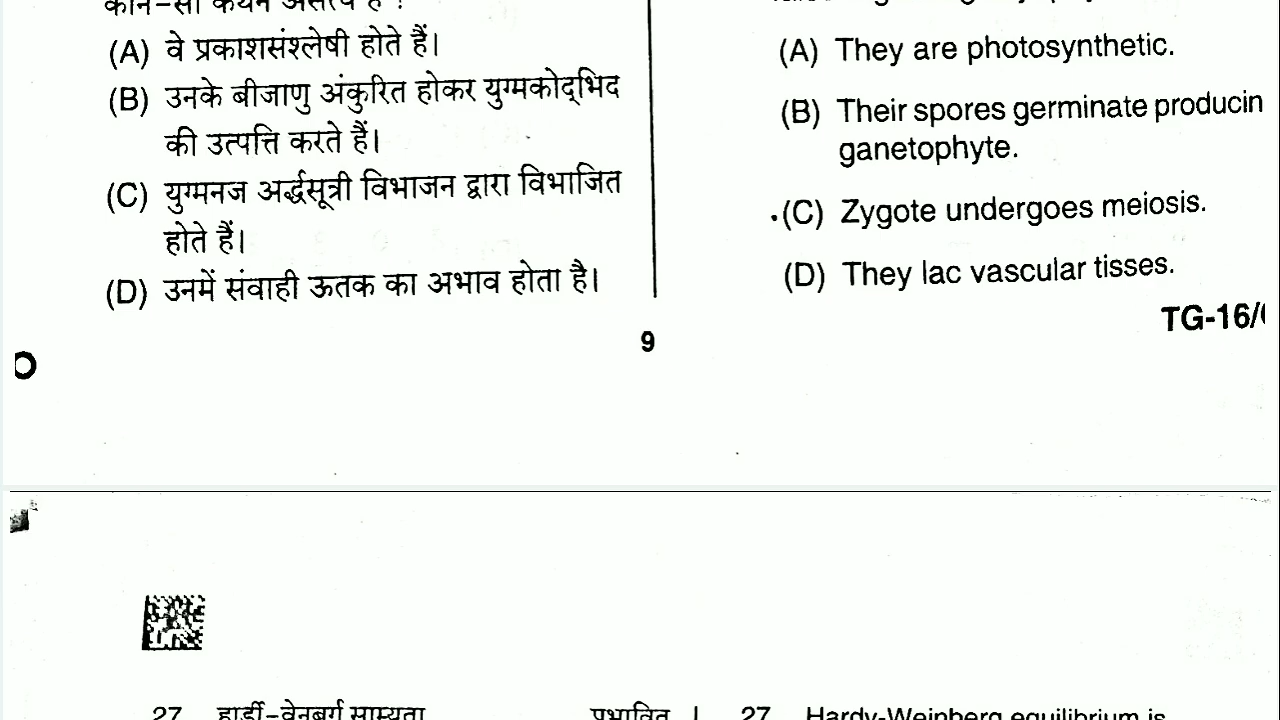 कौन-सा कथन असत्य है ?
(A) वे प्रकाशसंश्लेषी होते हैं।
(B) उनके बीजाणु अंकुरित होकर युग्मकोद्‌भिद
की उत्पत्ति करते हैं।
(C) युग्मनज अर्द्धसूत्री विभाजन द्वारा विभाजित
होते हैं।
(D) उनमें संवाही ऊतक का अभाव होता है।
(A) They are photosynthetic.
(B) Their spores germinate producin
ganetophyte.
(C) Zygote undergoes meiosis.
(D) They lac vascular tisses.
TG-16/
9
27 हार्डी-वेनबर्ग साम्यता प्रभावित
27 Hardy-Weinberg equilibrium is